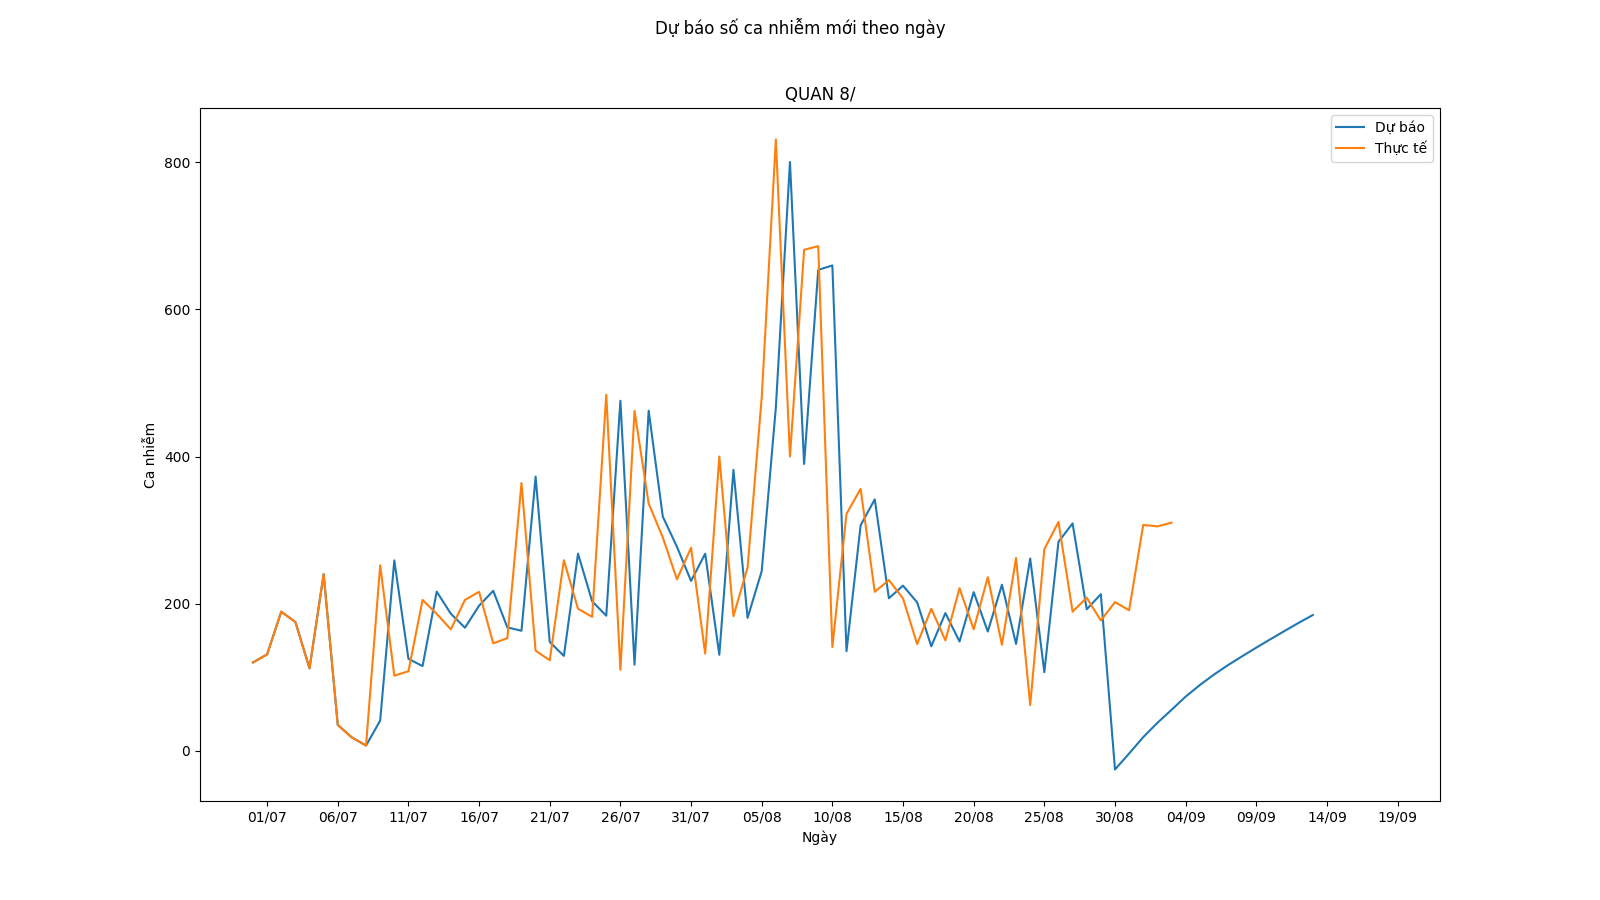 Dự báo số ca nhiễm mới theo ngày
QUAN 8/
Dự báo
Thực tế
800
600
400
200
0
Ca nhiễm
01/07 06/07 11/07 16/07 21/07 26/07 31/07 05/08 10/08 15/08 20/08 25/08 30/08 04/09 09/09 14/09 19/09
Ngày